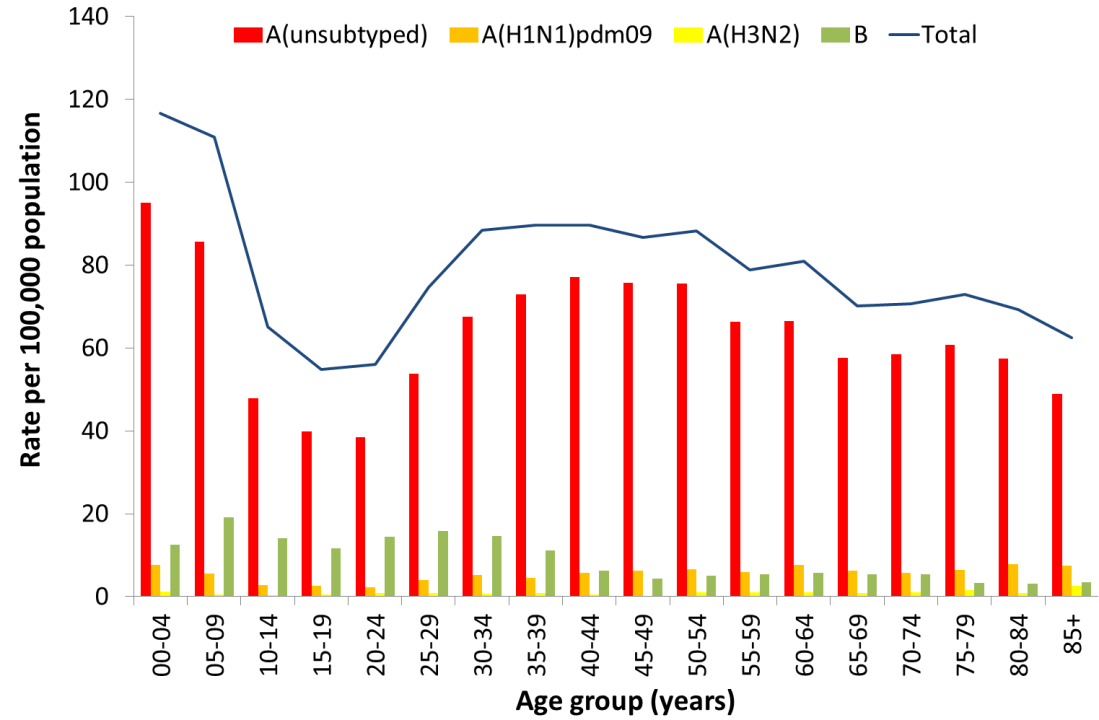 A(unsubtyped) A(H1N1)pdm09 A(H3N2) B Total
Rate per 100,000 population
140
120
100
80
60
40
20
0
00-04 05-09 10-14 15-19 20-24 25-29 30-34 35-39 40-44 45-49 50-54 55-59 60-64 65-69 70-74 75-79 80-84 85+
Age group (years)